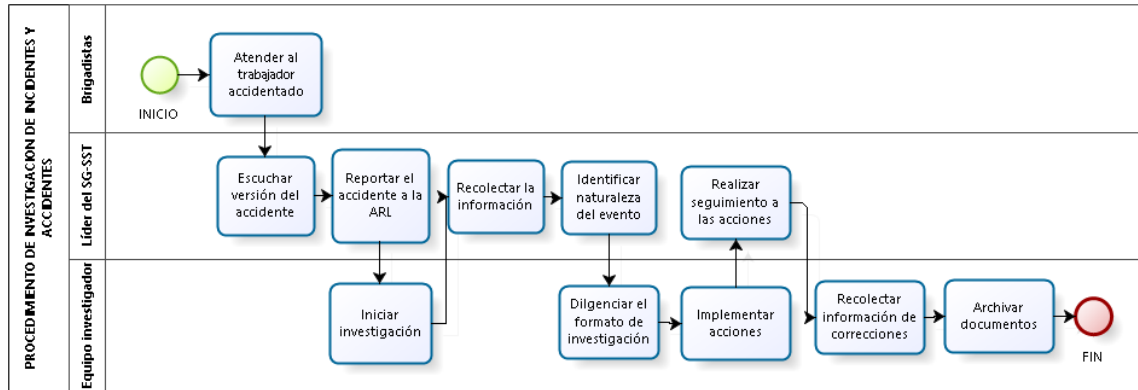 PROCEDIMIENTO DE INVESTIGACION DE INCIDENTES Y
ACCIDENTES
Brigadistas
INICIO
Atender al
trabajador
accidentado
Líder del SG-SST
Escuchar
versión del
accidente
Reportar el
accidente a la
ARL
Recolectar la
información
Identificar
naturaleza
del evento
Realizar
seguimiento a
las acciones
Equipo investigador
Iniciar
investigación
Dilgenciar el
formato de
investigación
Implementar
acciones
Recolectar
información de
correcciones
Archivar
documentos
FIN